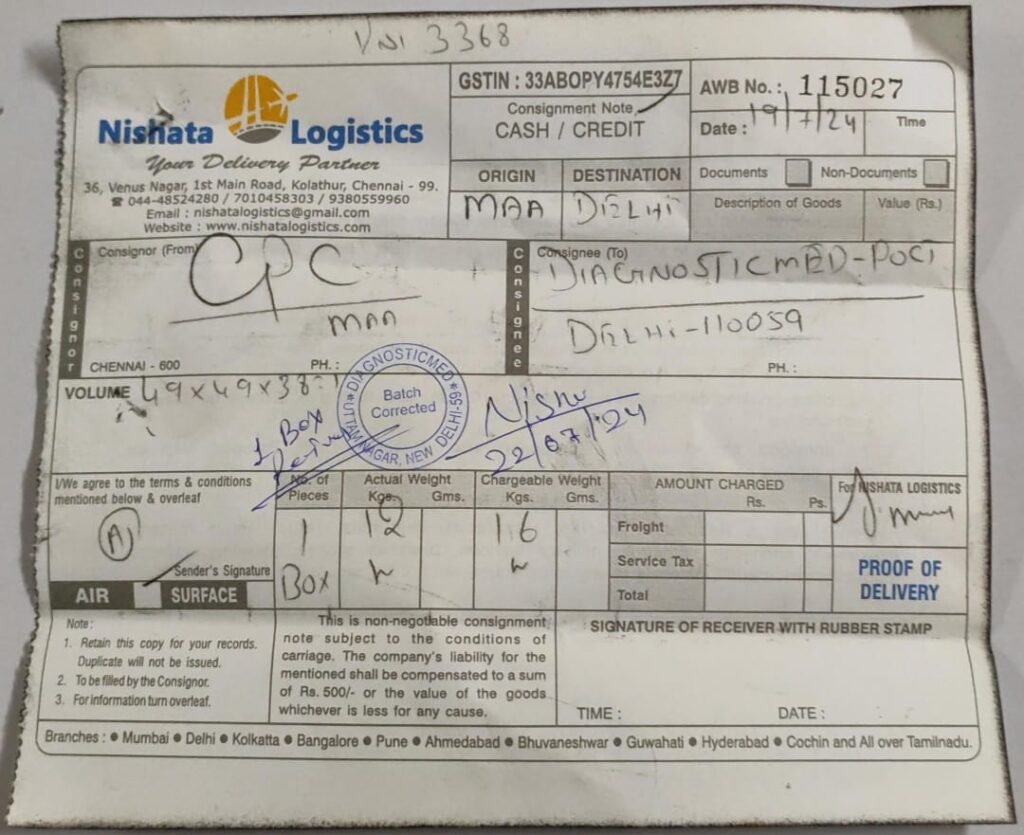 VNI 3368
Nishata Logistics
Your Delivery Partner
36, Venus Nagar, 1st Main Road, Kolathur, Chennai - 99.
☎ 044-48524280 / 7010458303 / 9380559960
Email : nishatalogistics@gmail.com
Website : www.nishatalogistics.com
GSTIN : 33ABOPY4754E3Z7
Consignment Note
CASH / CREDIT
ORIGIN DESTINATION
MAA DELHI
AWB No. : 115027
Date : 19/7/24 Time
Documents Non-Documents
Description of Goods Value (Rs.)
Consignor
Consignor (From)
CPC
MAA
CHENNAI - 600 PH. :
Consignee
Consignee (To)
DIAGNOSTICMED-POCT
DELHI-110059
PH. :
VOLUME 49x49x38=1
1 Box
*DIAGNOSTICMED*
UTTAM NAGAR, NEW DELHI-59
Batch
Corrected
22/07/24
I/We agree to the terms & conditions
mentioned below & overleaf
Sender's Signature
AIR SURFACE
No. of Pieces
1
Box
Actual Weight
Kgs. Gms.
12
Chargeable Weight
Kgs. Gms.
16
AMOUNT CHARGED
Rs. Ps.
Freight
Service Tax
Total
For NISHATA LOGISTICS
PROOF OF
DELIVERY
Note :
1. Retain this copy for your records.
Duplicate will not be issued.
2. To be filled by the Consignor.
3. For information turn overleaf.
This is non-negotiable consignment
note subject to the conditions of
carriage. The company's liability for the
mentioned shall be compensated to a sum
of Rs. 500/- or the value of the goods
whichever is less for any cause.
SIGNATURE OF RECEIVER WITH RUBBER STAMP
TIME : DATE :
Branches : ● Mumbai ● Delhi ● Kolkatta ● Bangalore ● Pune ● Ahmedabad ● Bhuvaneshwar ● Guwahati ● Hyderabad ● Cochin and All over Tamilnadu.